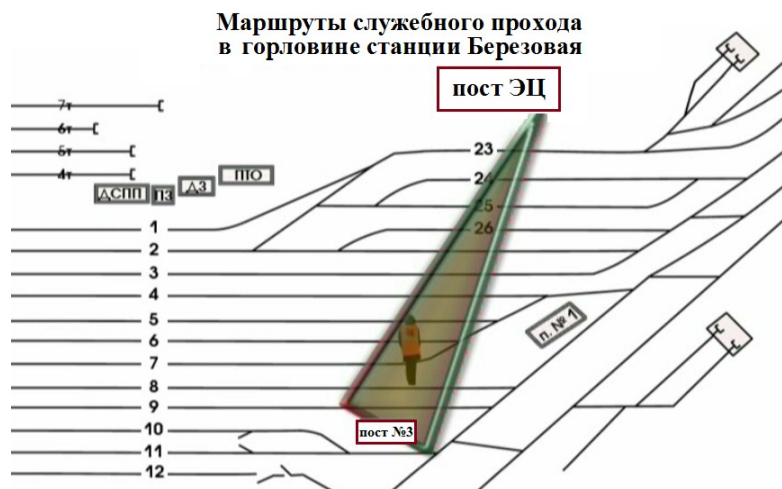 Маршруты служебного прохода
в горловине станции Березовая
пост ЭЦ
7т
6т
5т
4т
ДСПП
ПЗ
ДЗ
ПТО
23
24
25
26
1
2
3
4
5
6
7
8
9
10
11
12
п. № 1
пост №3